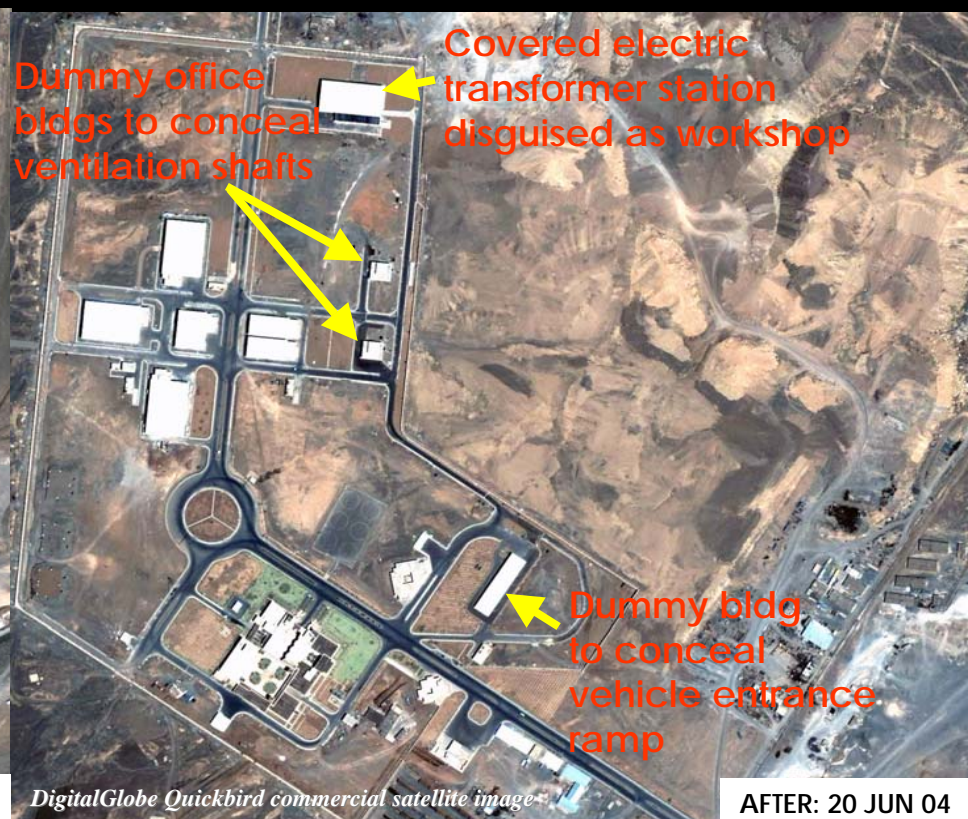 Dummy office
bldgs to conceal
ventilation shafts
Covered electric
transformer station
disguised as workshop
Dummy bldg
to conceal
vehicle entrance
ramp
DigitalGlobe Quickbird commercial satellite image
AFTER: 20 JUN 04